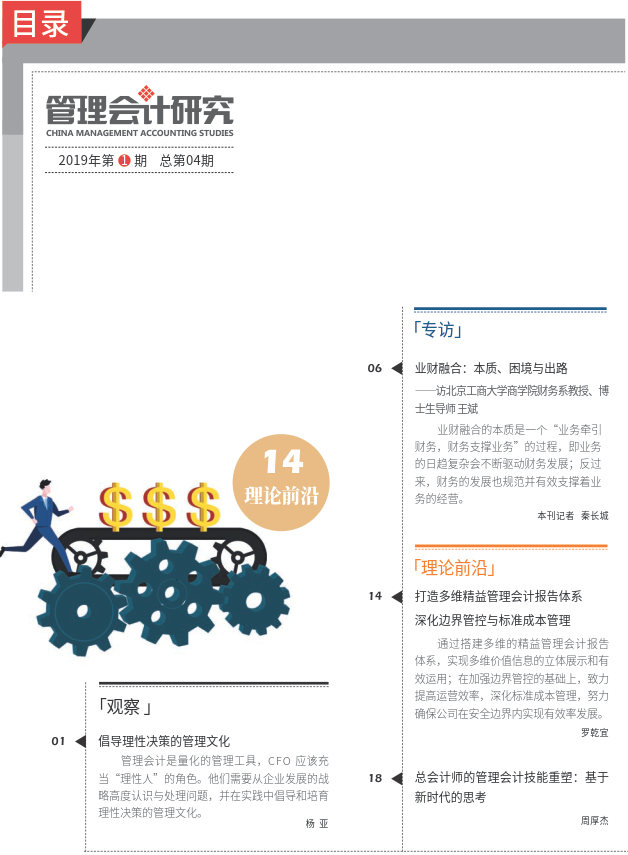 目录
管理会计研究
CHINA MANAGEMENT ACCOUNTING STUDIES
2019年第1期 总第04期
14
理论前沿
「观察」
01
倡导理性决策的管理文化
管理会计是量化的管理工具，CFO 应该充
当“理性人”的角色。他们需要从企业发展的战
略高度认识与处理问题，并在实践中倡导和培育
理性决策的管理文化。
杨 亚
「专访」
06
业财融合：本质、困境与出路
——访北京工商大学商学院财务系教授、博
士生导师 王斌
业财融合的本质是一个“业务牵引
财务，财务支撑业务”的过程，即业务
的日趋复杂会不断驱动财务发展；反过
来，财务的发展也规范并有效支撑着业
务的经营。
本刊记者 秦长城
「理论前沿」
14
打造多维精益管理会计报告体系
深化边界管控与标准成本管理
通过搭建多维的精益管理会计报告
体系，实现多维价值信息的立体展示和有
效运用；在加强边界管控的基础上，致力
提高运营效率，深化标准成本管理，努力
确保公司在安全边界内实现有效率发展。
罗乾宜
18
总会计师的管理会计技能重塑：基于
新时代的思考
周厚杰